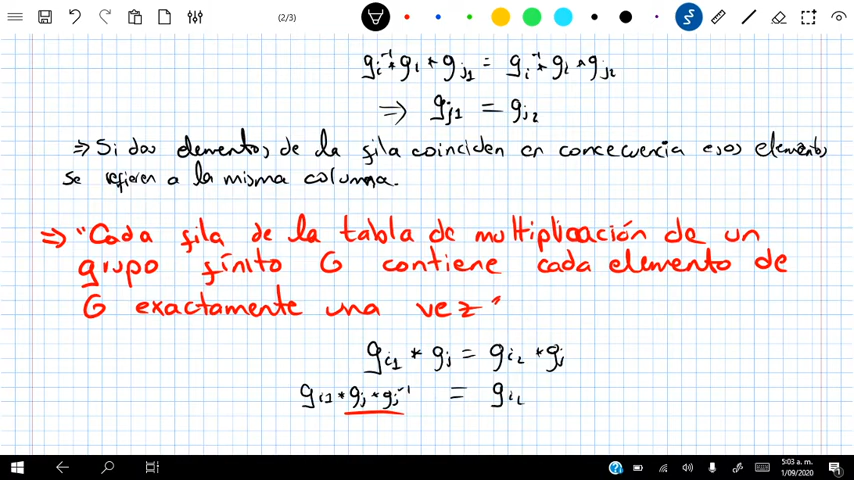 (2/3)
gᵢ⁻¹ * gᵢ * gⱼ₁ = gᵢ⁻¹ * gᵢ * gⱼ₂
⇒ gⱼ₁ = gⱼ₂
⇒ Si dos elementos de la fila coinciden en concecuencia esos elementos
se refieren a la misma columna.
⇒ "Cada fila de la tabla de multiplicación de un
grupo finito G contiene cada elemento de
G exactamente una vez"
gᵢ₁ * gⱼ = gᵢ₂ * gⱼ
gᵢ₁ * gⱼ * gⱼ⁻¹ = gᵢ₂
5:03 a. m.
1/09/2020